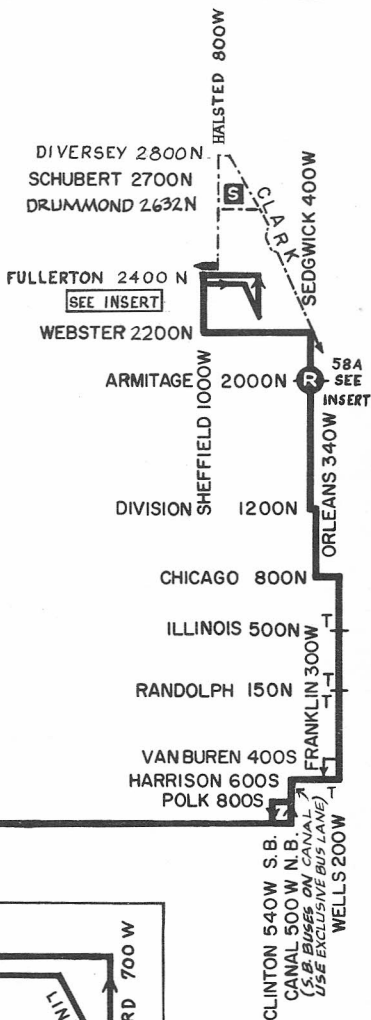 HALSTED 800W
DIVERSEY 2800N
SCHUBERT 2700N
DRUMMOND 2632N
S
CLARK
SEDGWICK 400W
FULLERTON 2400 N
SEE INSERT
WEBSTER 2200N
ARMITAGE 2000N
R
58A
SEE
INSERT
SHEFFIELD 1000W
ORLEANS 340W
DIVISION 1200N
CHICAGO 800N
ILLINOIS 500N
T
FRANKLIN 300W
RANDOLPH 150N
T
T
VAN BUREN 400S
HARRISON 600S
POLK 800S
Z
T
CLINTON 540W S.B.
CANAL 500W N.B.
(S.B. BUSES ON CANAL
USE EXCLUSIVE BUS LANE)
WELLS 200W
LIN
RD 700W